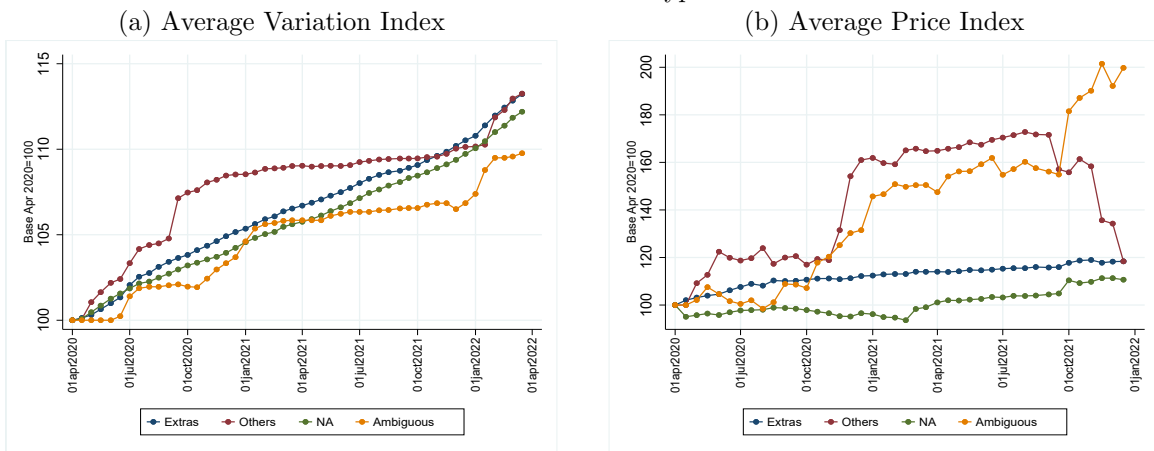 (a) Average Variation Index
Base Apr 2020=100
115
110
105
100
01apr2020
01jul2020
01oct2020
01jan2021
01apr2021
01jul2021
01oct2021
01jan2022
01apr2022
Extras Others NA Ambiguous
(b) Average Price Index
Base Apr 2020=100
200
180
160
140
120
100
01apr2020
01jul2020
01oct2020
01jan2021
01apr2021
01jul2021
01oct2021
01jan2022
Extras Others NA Ambiguous